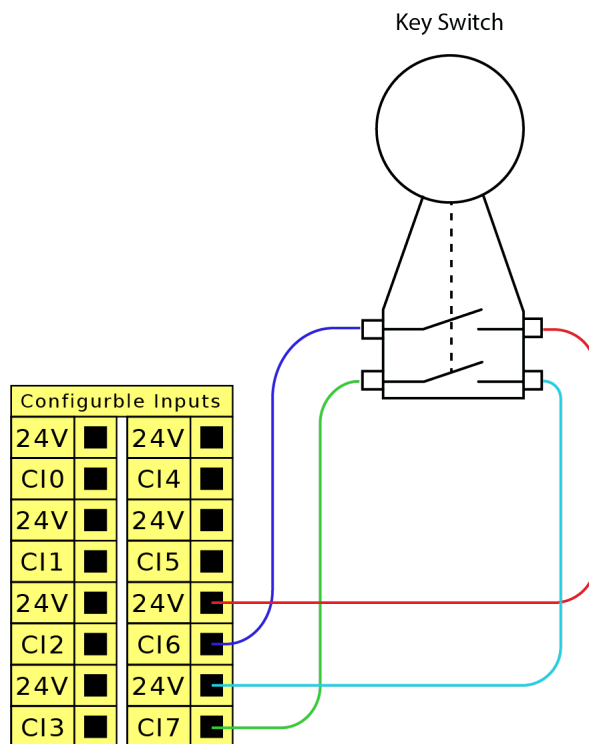 Key Switch
Configurble Inputs
24V 24V
CI0 CI4
24V 24V
CI1 CI5
24V 24V
CI2 CI6
24V 24V
CI3 CI7